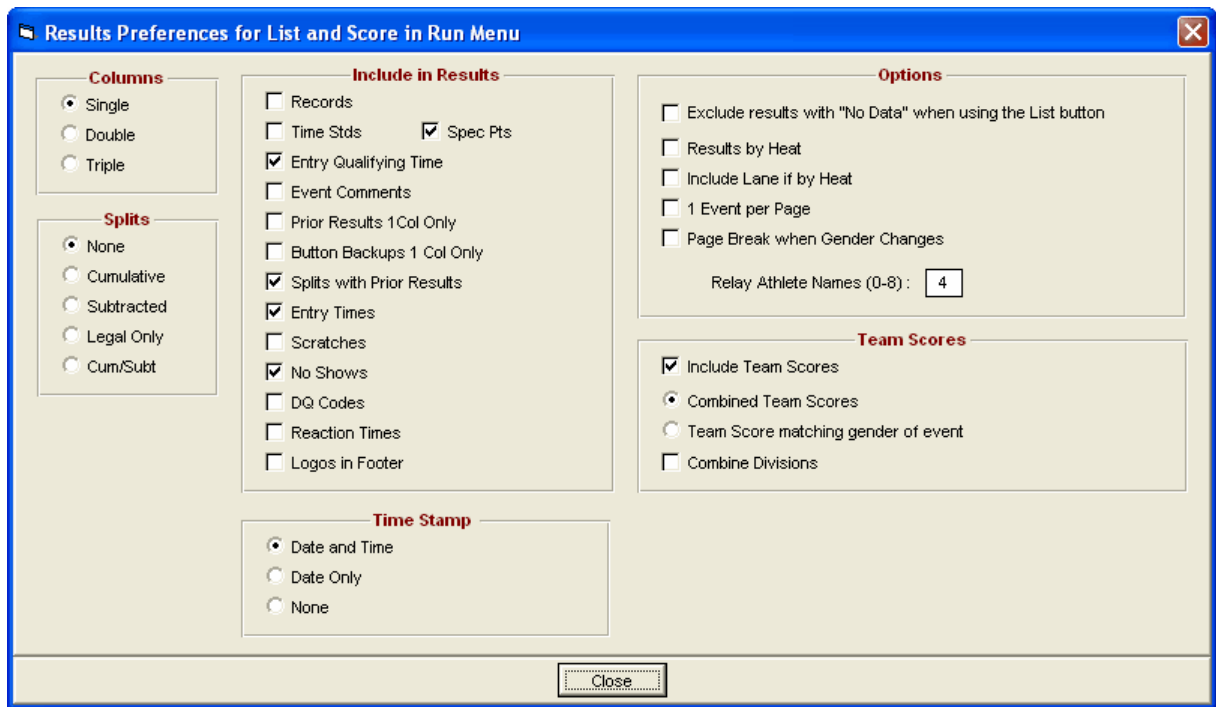 Results Preferences for List and Score in Run Menu
Columns
Single
Double
Triple
Splits
None
Cumulative
Subtracted
Legal Only
Cum/Subt
Include in Results
Records
Time Stds Spec Pts
Entry Qualifying Time
Event Comments
Prior Results 1Col Only
Button Backups 1 Col Only
Splits with Prior Results
Entry Times
Scratches
No Shows
DQ Codes
Reaction Times
Logos in Footer
Time Stamp
Date and Time
Date Only
None
Options
Exclude results with "No Data" when using the List button
Results by Heat
Include Lane if by Heat
1 Event per Page
Page Break when Gender Changes
Relay Athlete Names (0-8) : 4
Team Scores
Include Team Scores
Combined Team Scores
Team Score matching gender of event
Combine Divisions
Close